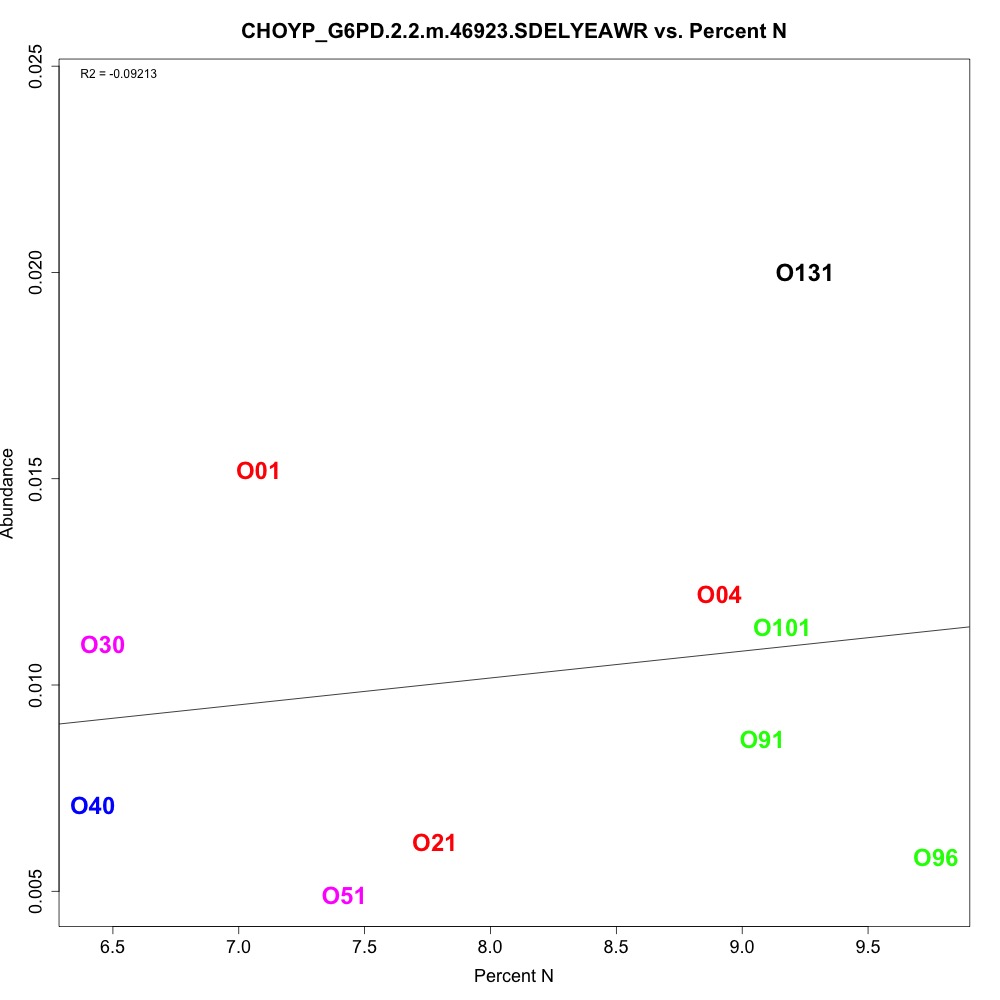 CHOYP_G6PD.2.2.m.46923.SDELYEAWR vs. Percent N
R2 = -0.09213
0.025
0.020
0.015
0.010
0.005
Abundance
O131
O01
O04
O101
O30
O91
O40
O21
O96
O51
6.5 7.0 7.5 8.0 8.5 9.0 9.5
Percent N